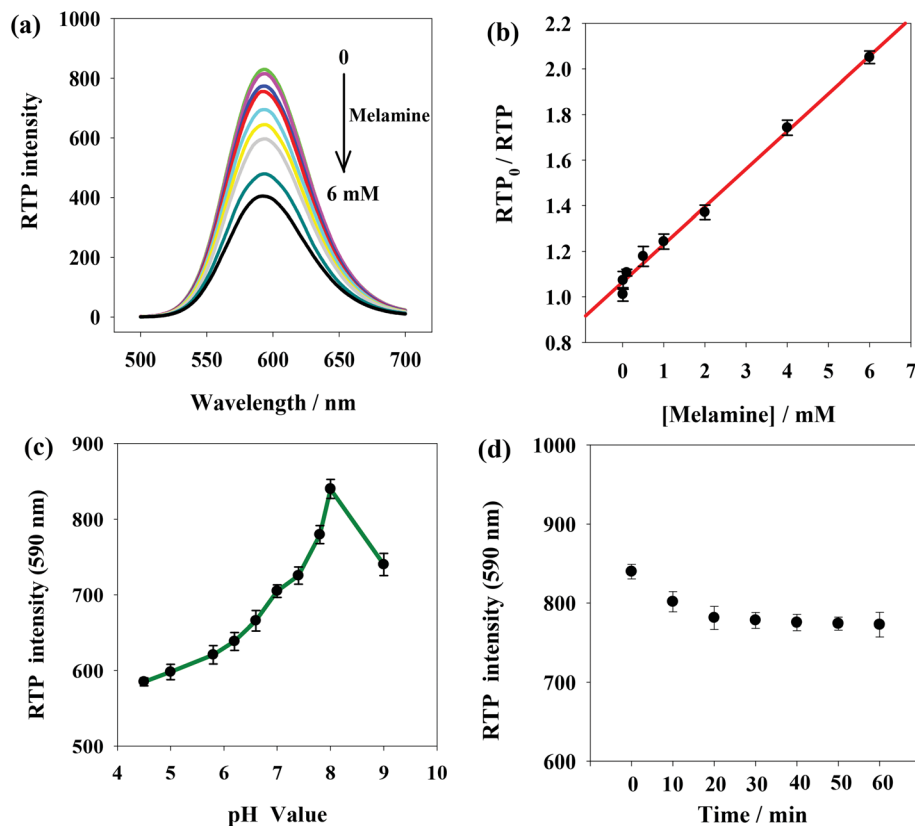 (a)
1000
800
600
400
200
0
RTP intensity
0
Melamine
6 mM
500 550 600 650 700
Wavelength / nm
(b)
2.2
2.0
1.8
1.6
1.4
1.2
1.0
0.8
RTP₀ / RTP
0 1 2 3 4 5 6 7
[Melamine] / mM
(c)
900
800
700
600
500
RTP intensity (590 nm)
4 5 6 7 8 9 10
pH Value
(d)
1000
900
800
700
600
RTP intensity (590 nm)
0 10 20 30 40 50 60
Time / min